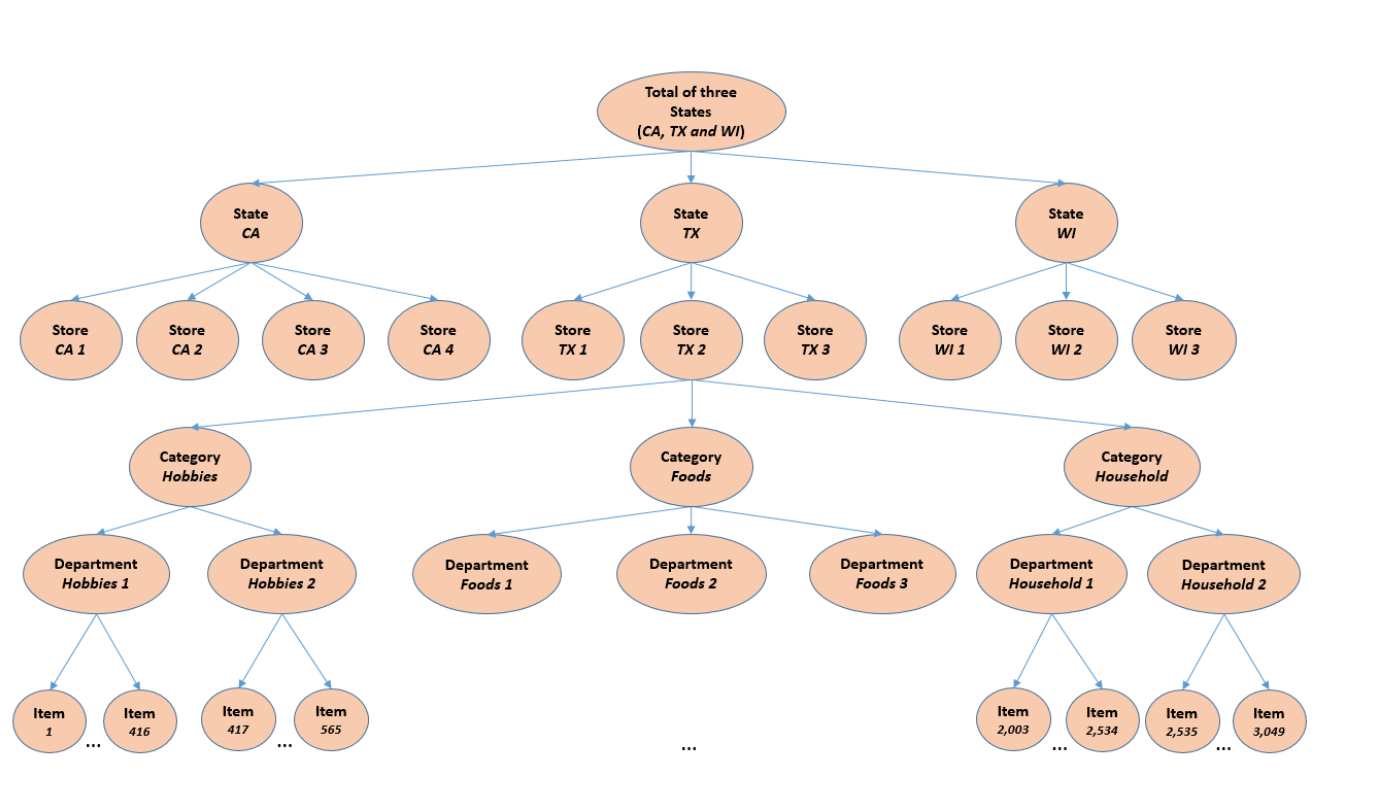 Total of three
States
(CA, TX and WI)
State
CA
State
TX
State
WI
Store
CA 1
Store
CA 2
Store
CA 3
Store
CA 4
Store
TX 1
Store
TX 2
Store
TX 3
Store
WI 1
Store
WI 2
Store
WI 3
Category
Hobbies
Category
Foods
Category
Household
Department
Hobbies 1
Department
Hobbies 2
Department
Foods 1
Department
Foods 2
Department
Foods 3
Department
Household 1
Department
Household 2
Item
1
...
Item
416
Item
417
...
Item
565
...
Item
2,003
...
Item
2,534
Item
2,535
...
Item
3,049